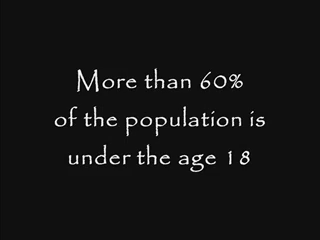 More than 60%
of the population is
under the age 18